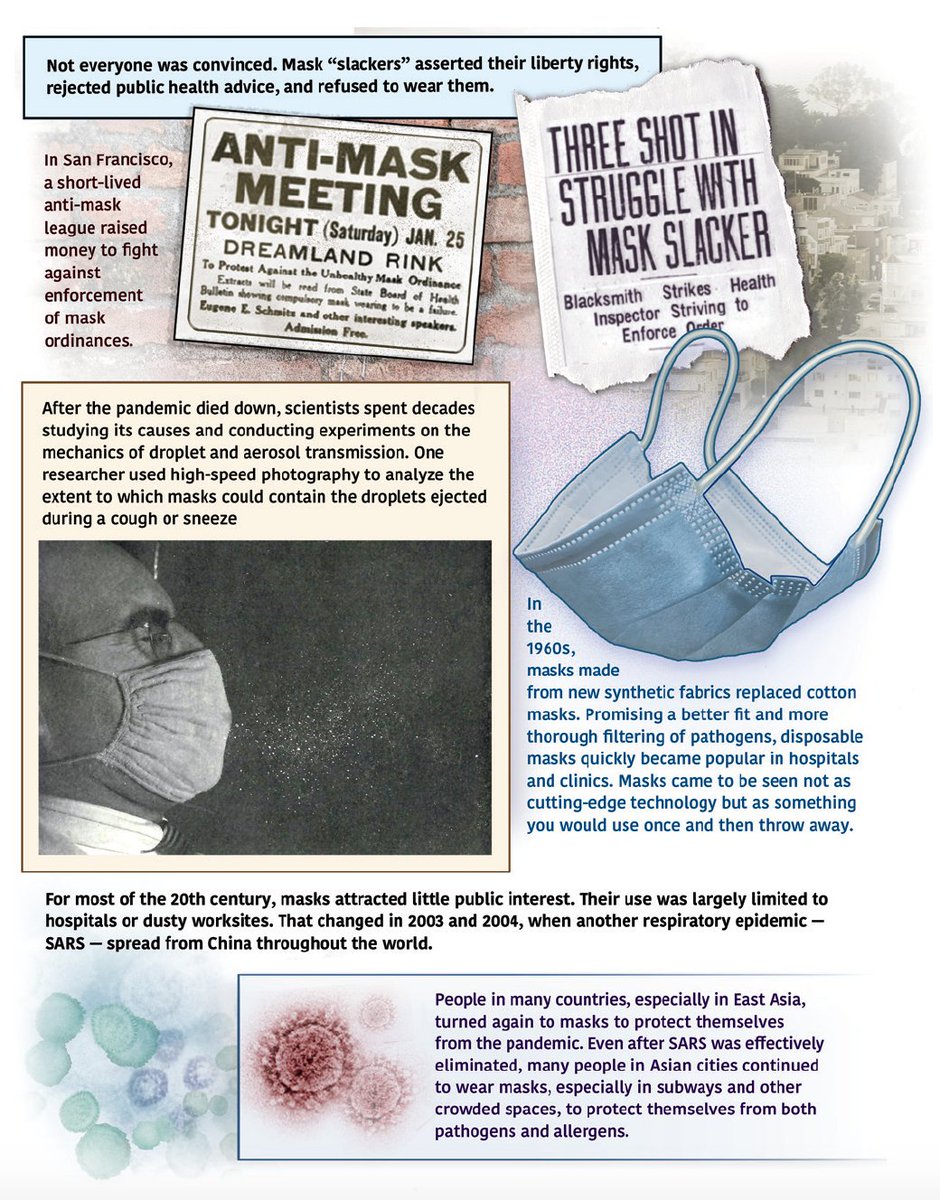 Not everyone was convinced. Mask “slackers” asserted their liberty rights,
rejected public health advice, and refused to wear them.
In San Francisco,
a short-lived
anti-mask
league raised
money to fight
against
enforcement
of mask
ordinances.
ANTI-MASK
MEETING
TONIGHT (Saturday) JAN. 25
DREAMLAND RINK
To Protest Against the Unhealthy Mask Ordinance
Extracts will be read from State Board of Health
Bulletin showing compulsory mask wearing to be a failure.
Eugene E. Schmitz and other interesting speakers.
Admission Free.
THREE SHOT IN
STRUGGLE WITH
MASK SLACKER
Blacksmith Strikes Health
Inspector Striving to
Enforce Order
After the pandemic died down, scientists spent decades
studying its causes and conducting experiments on the
mechanics of droplet and aerosol transmission. One
researcher used high-speed photography to analyze the
extent to which masks could contain the droplets ejected
during a cough or sneeze
In
the
1960s,
masks made
from new synthetic fabrics replaced cotton
masks. Promising a better fit and more
thorough filtering of pathogens, disposable
masks quickly became popular in hospitals
and clinics. Masks came to be seen not as
cutting-edge technology but as something
you would use once and then throw away.
For most of the 20th century, masks attracted little public interest. Their use was largely limited to
hospitals or dusty worksites. That changed in 2003 and 2004, when another respiratory epidemic —
SARS — spread from China throughout the world.
People in many countries, especially in East Asia,
turned again to masks to protect themselves
from the pandemic. Even after SARS was effectively
eliminated, many people in Asian cities continued
to wear masks, especially in subways and other
crowded spaces, to protect themselves from both
pathogens and allergens.